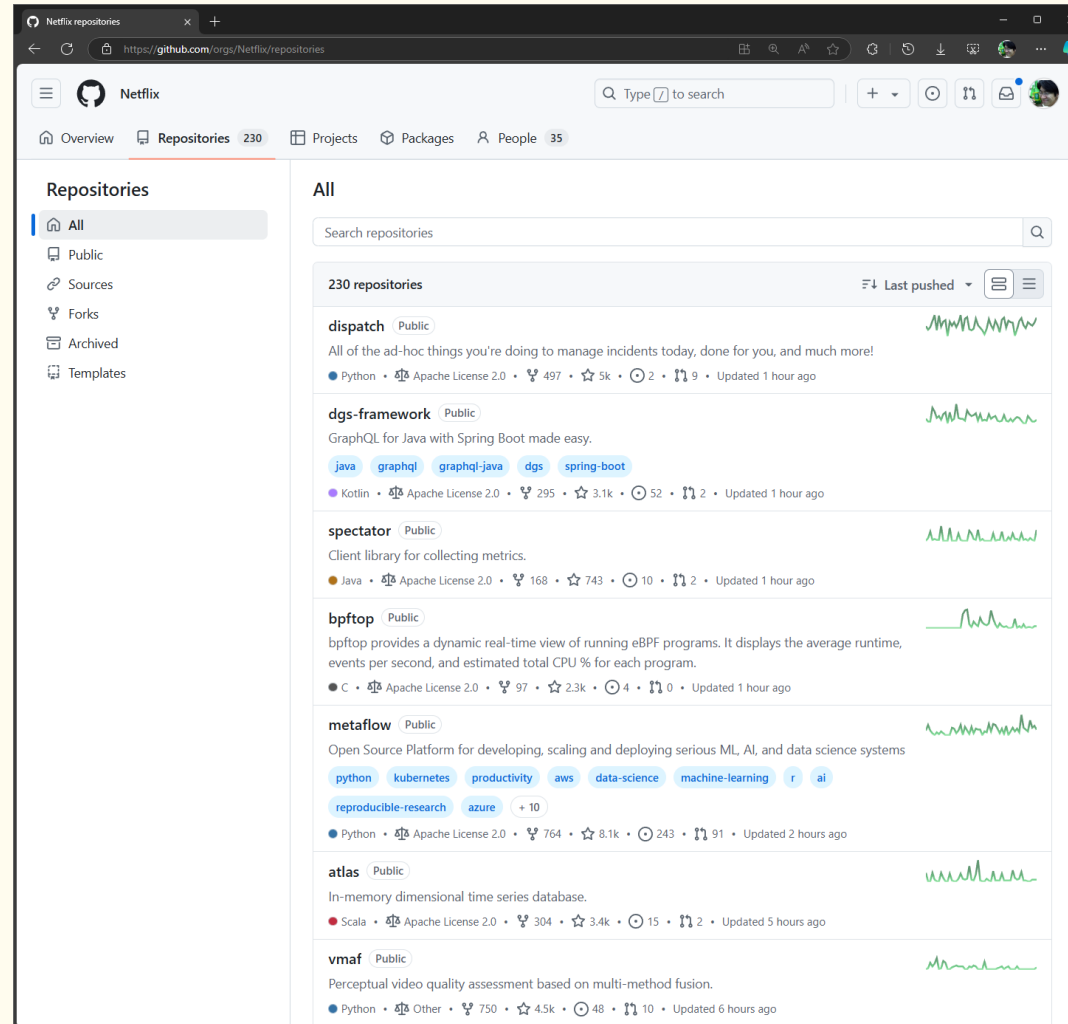 Netflix repositories
https://github.com/orgs/Netflix/repositories
Netflix
Type / to search
Overview
Repositories 230
Projects
Packages
People 35
Repositories
All
Public
Sources
Forks
Archived
Templates
All
Search repositories
230 repositories
Last pushed
dispatch Public
All of the ad-hoc things you're doing to manage incidents today, done for you, and much more!
Python • Apache License 2.0 • 497 • 5k • 2 • 9 • Updated 1 hour ago
dgs-framework Public
GraphQL for Java with Spring Boot made easy.
java graphql graphql-java dgs spring-boot
Kotlin • Apache License 2.0 • 295 • 3.1k • 52 • 2 • Updated 1 hour ago
spectator Public
Client library for collecting metrics.
Java • Apache License 2.0 • 168 • 743 • 10 • 2 • Updated 1 hour ago
bpftop Public
bpftop provides a dynamic real-time view of running eBPF programs. It displays the average runtime,
events per second, and estimated total CPU % for each program.
C • Apache License 2.0 • 97 • 2.3k • 4 • 0 • Updated 1 hour ago
metaflow Public
Open Source Platform for developing, scaling and deploying serious ML, AI, and data science systems
python kubernetes productivity aws data-science machine-learning r ai
reproducible-research azure + 10
Python • Apache License 2.0 • 764 • 8.1k • 243 • 91 • Updated 2 hours ago
atlas Public
In-memory dimensional time series database.
Scala • Apache License 2.0 • 304 • 3.4k • 15 • 2 • Updated 5 hours ago
vmaf Public
Perceptual video quality assessment based on multi-method fusion.
Python • Other • 750 • 4.5k • 48 • 10 • Updated 6 hours ago